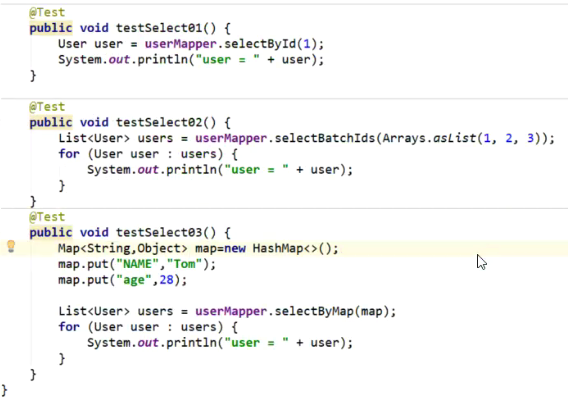 @Test
public void testSelect01() {
User user = userMapper.selectById(1);
System.out.println("user = " + user);
}
@Test
public void testSelect02() {
List<User> users = userMapper.selectBatchIds(Arrays.asList(1, 2, 3));
for (User user : users) {
System.out.println("user = " + user);
}
}
@Test
public void testSelect03() {
Map<String,Object> map=new HashMap<>();
map.put("NAME","Tom");
map.put("age",28);
List<User> users = userMapper.selectByMap(map);
for (User user : users) {
System.out.println("user = " + user);
}
}
}